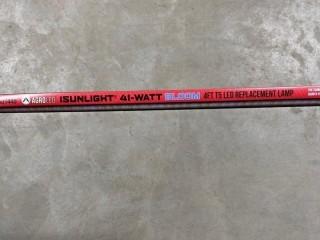 AGROLED iSUNLIGHT® 41-WATT BLOOM 4FT T5 LED REPLACEMENT LAMP